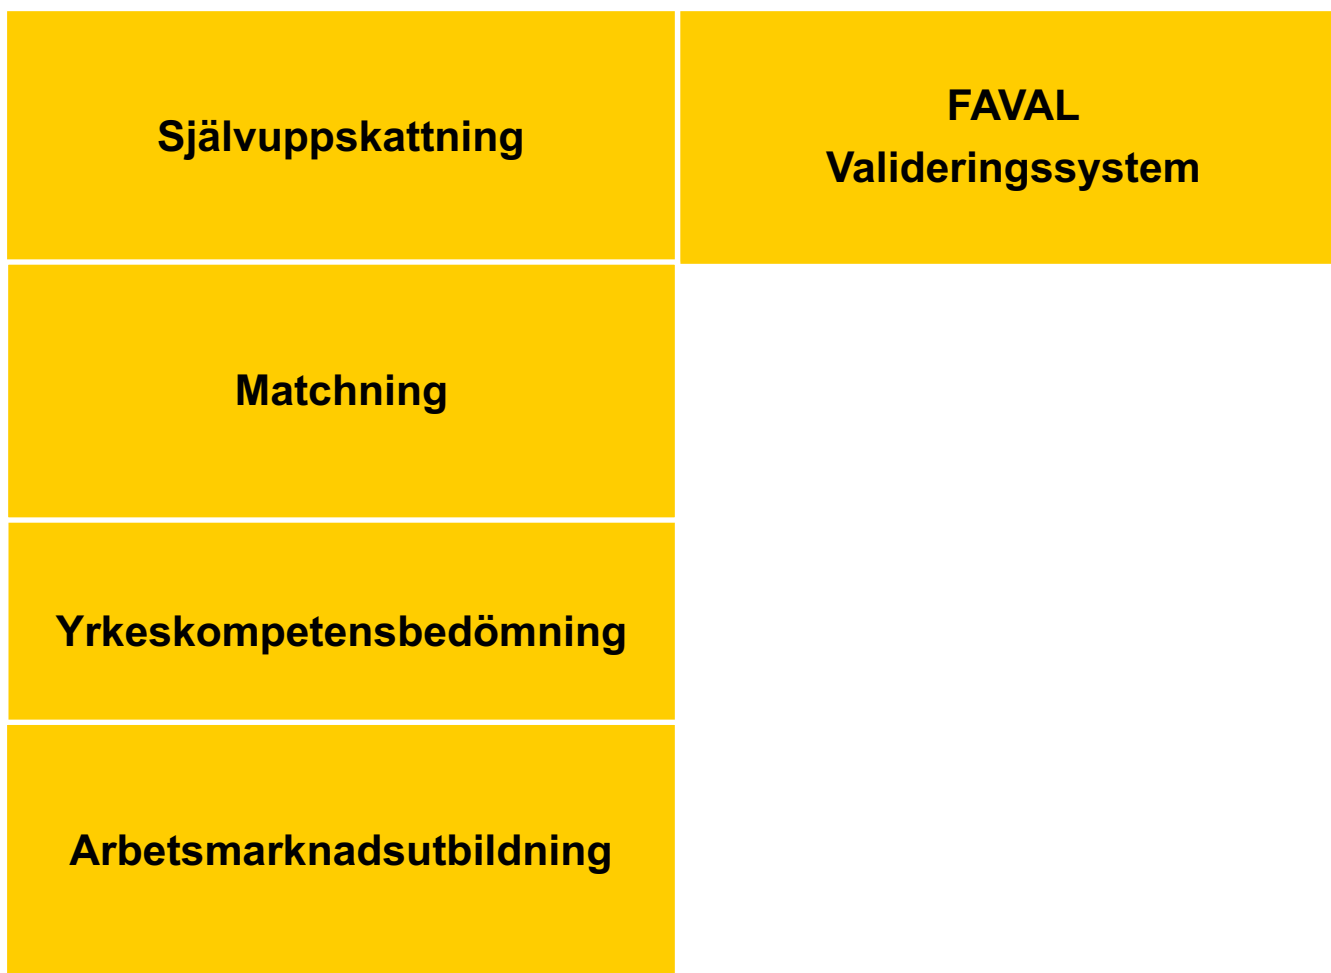 Självuppskattning
FAVAL
Valideringssystem
Matchning
Yrkeskompetensbedömning
Arbetsmarknadsutbildning